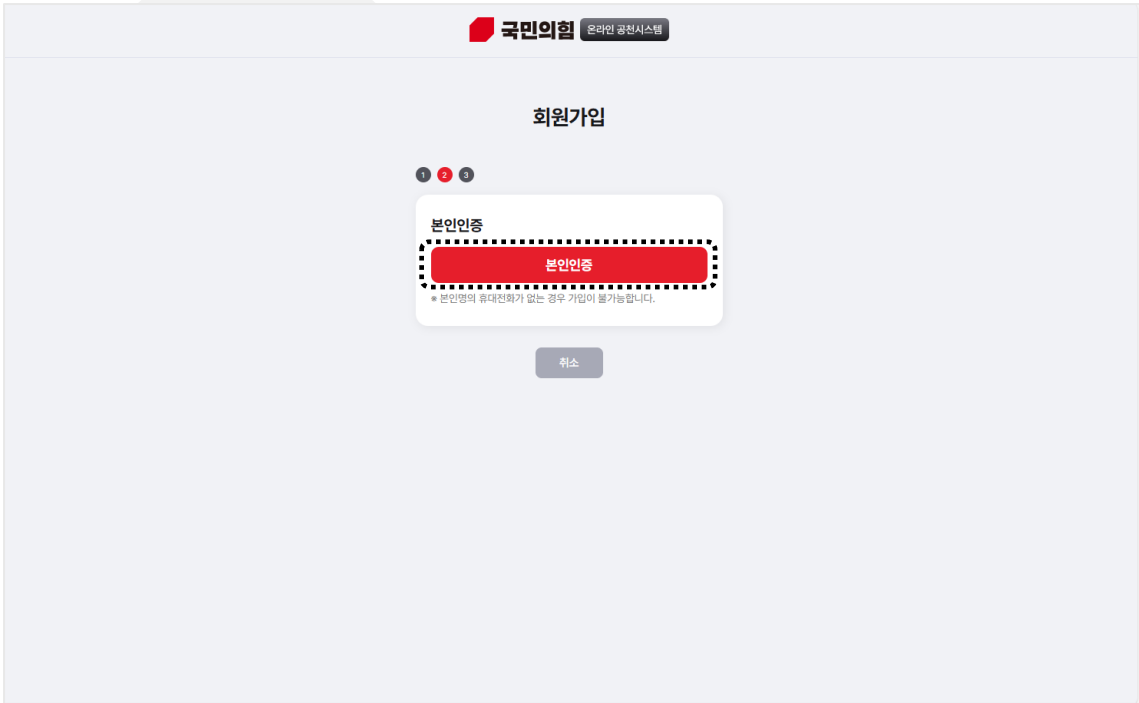 국민의힘 온라인 공천시스템
회원가입
1 2 3
본인인증
본인인증
※ 본인명의 휴대전화가 없는 경우 가입이 불가능합니다.
취소